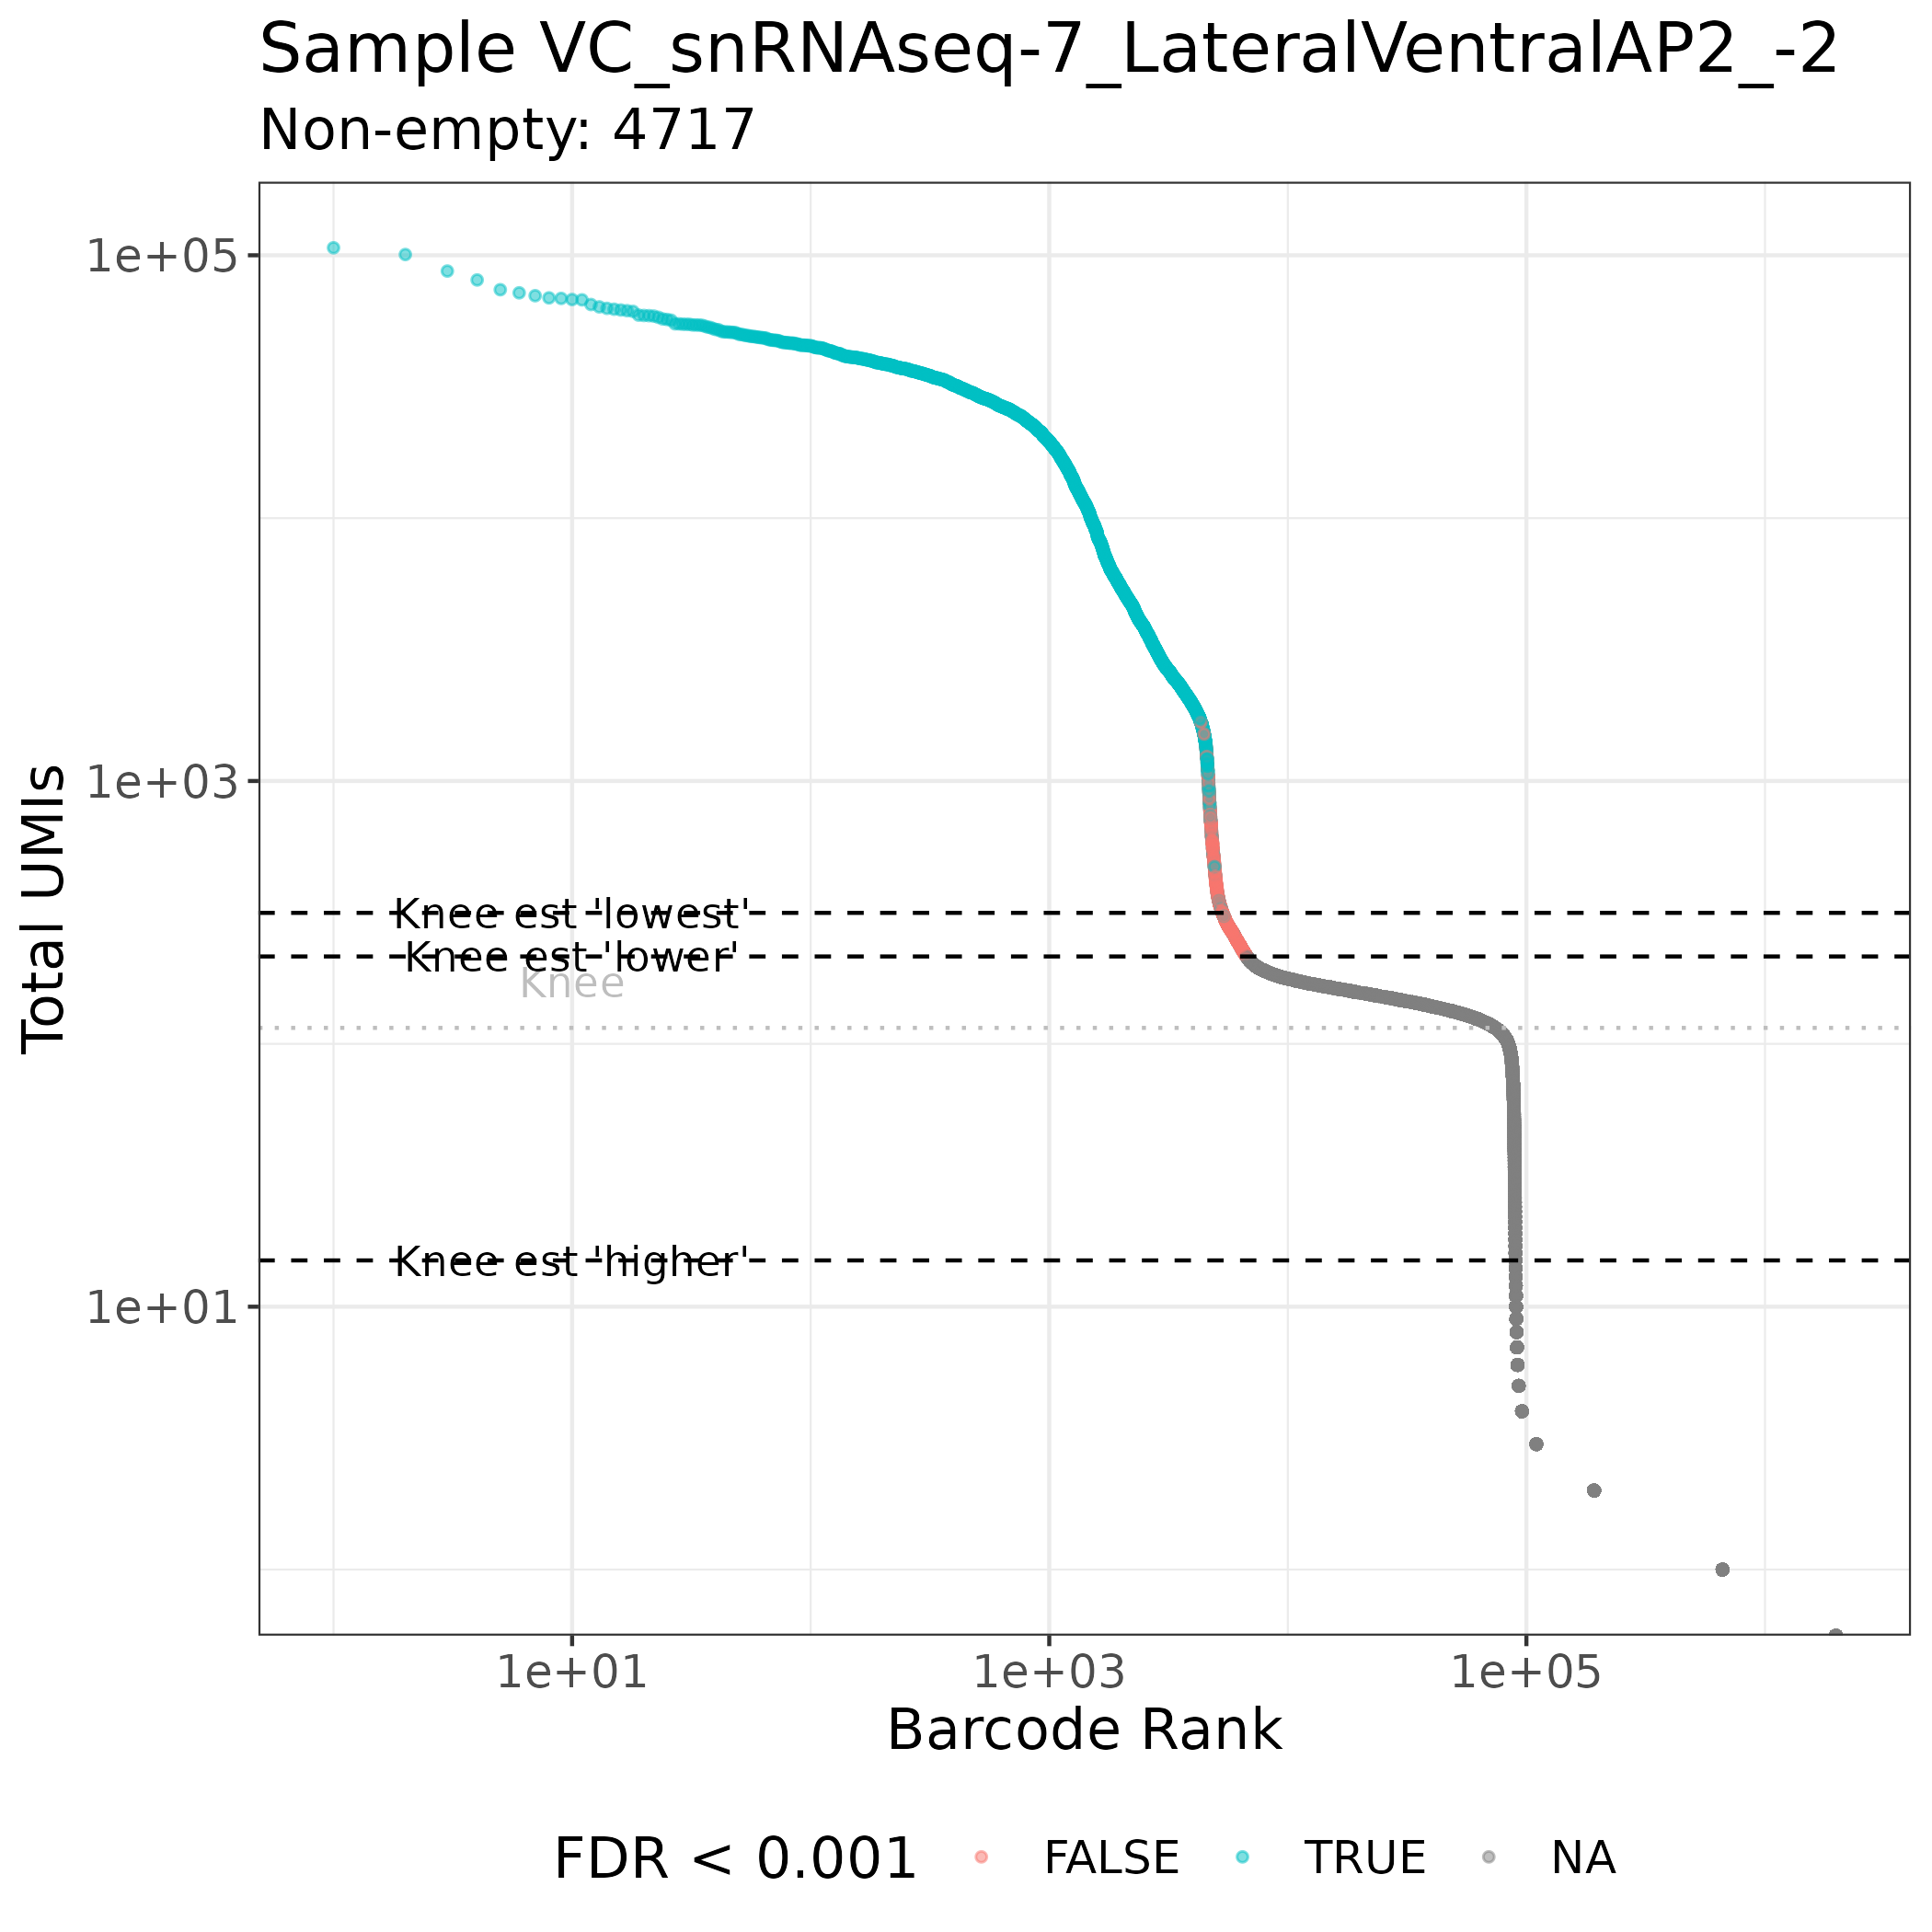 Sample VC_snRNAseq-7_LateralVentralAP2_-2
Non-empty: 4717
1e+05
1e+03
1e+01
Total UMIs
Knee est 'lowest'
Knee est 'lower'
Knee
Knee est 'higher'
1e+01 1e+03 1e+05
Barcode Rank
FDR < 0.001 FALSE TRUE NA